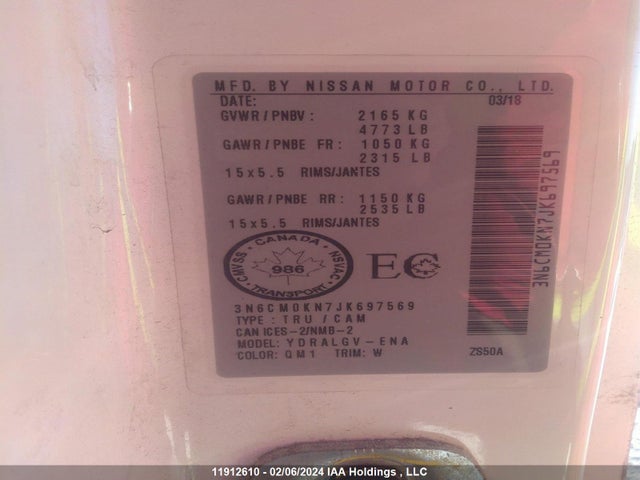 MFD. BY NISSAN MOTOR CO., LTD.
DATE: 03/18
GVWR/PNBV: 2165 KG
4773 LB
GAWR/PNBE FR: 1050 KG
2315 LB
15x5.5 RIMS/JANTES
GAWR/PNBE RR: 1150 KG
2535 LB
15x5.5 RIMS/JANTES
CANADA
CMVSS 986 NSVAC
TRANSPORT
EC
3N6CM0KN7JK697569
TYPE: TRU/CAM
CAN ICES-2/NMB-2
MODEL: YDRALGV-ENA
COLOR: QM1 TRIM: W ZS50A
3N6CM0KN7JK697569
11912610 - 02/06/2024 IAA Holdings , LLC